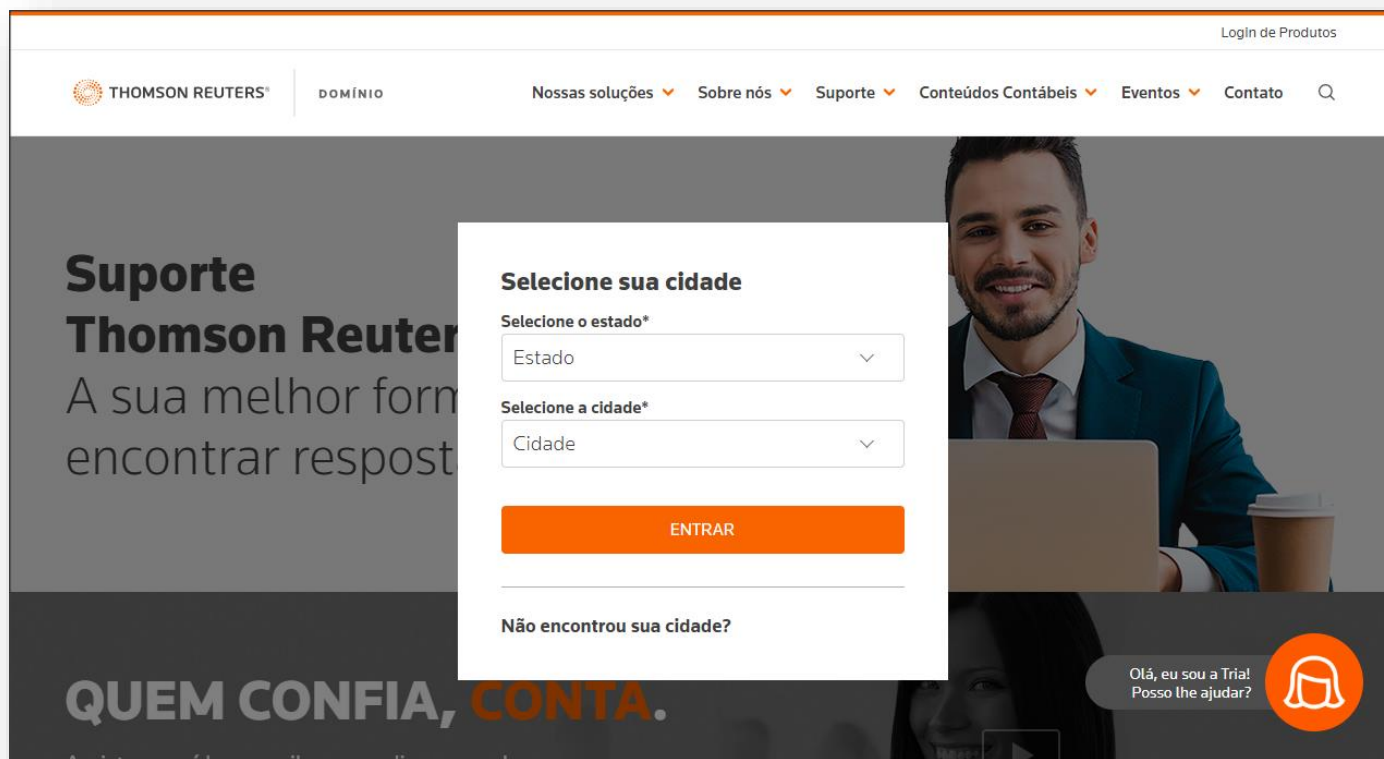 Login de Produtos
THOMSON REUTERS®
DOMÍNIO
Nossas soluções Sobre nós Suporte Conteúdos Contábeis Eventos Contato
Suporte
Thomson Reuter
A sua melhor form
encontrar respost
Selecione sua cidade
Selecione o estado*
Estado
Selecione a cidade*
Cidade
ENTRAR
Não encontrou sua cidade?
QUEM CONFIA, CONTA.
Olá, eu sou a Tria!
Posso lhe ajudar?